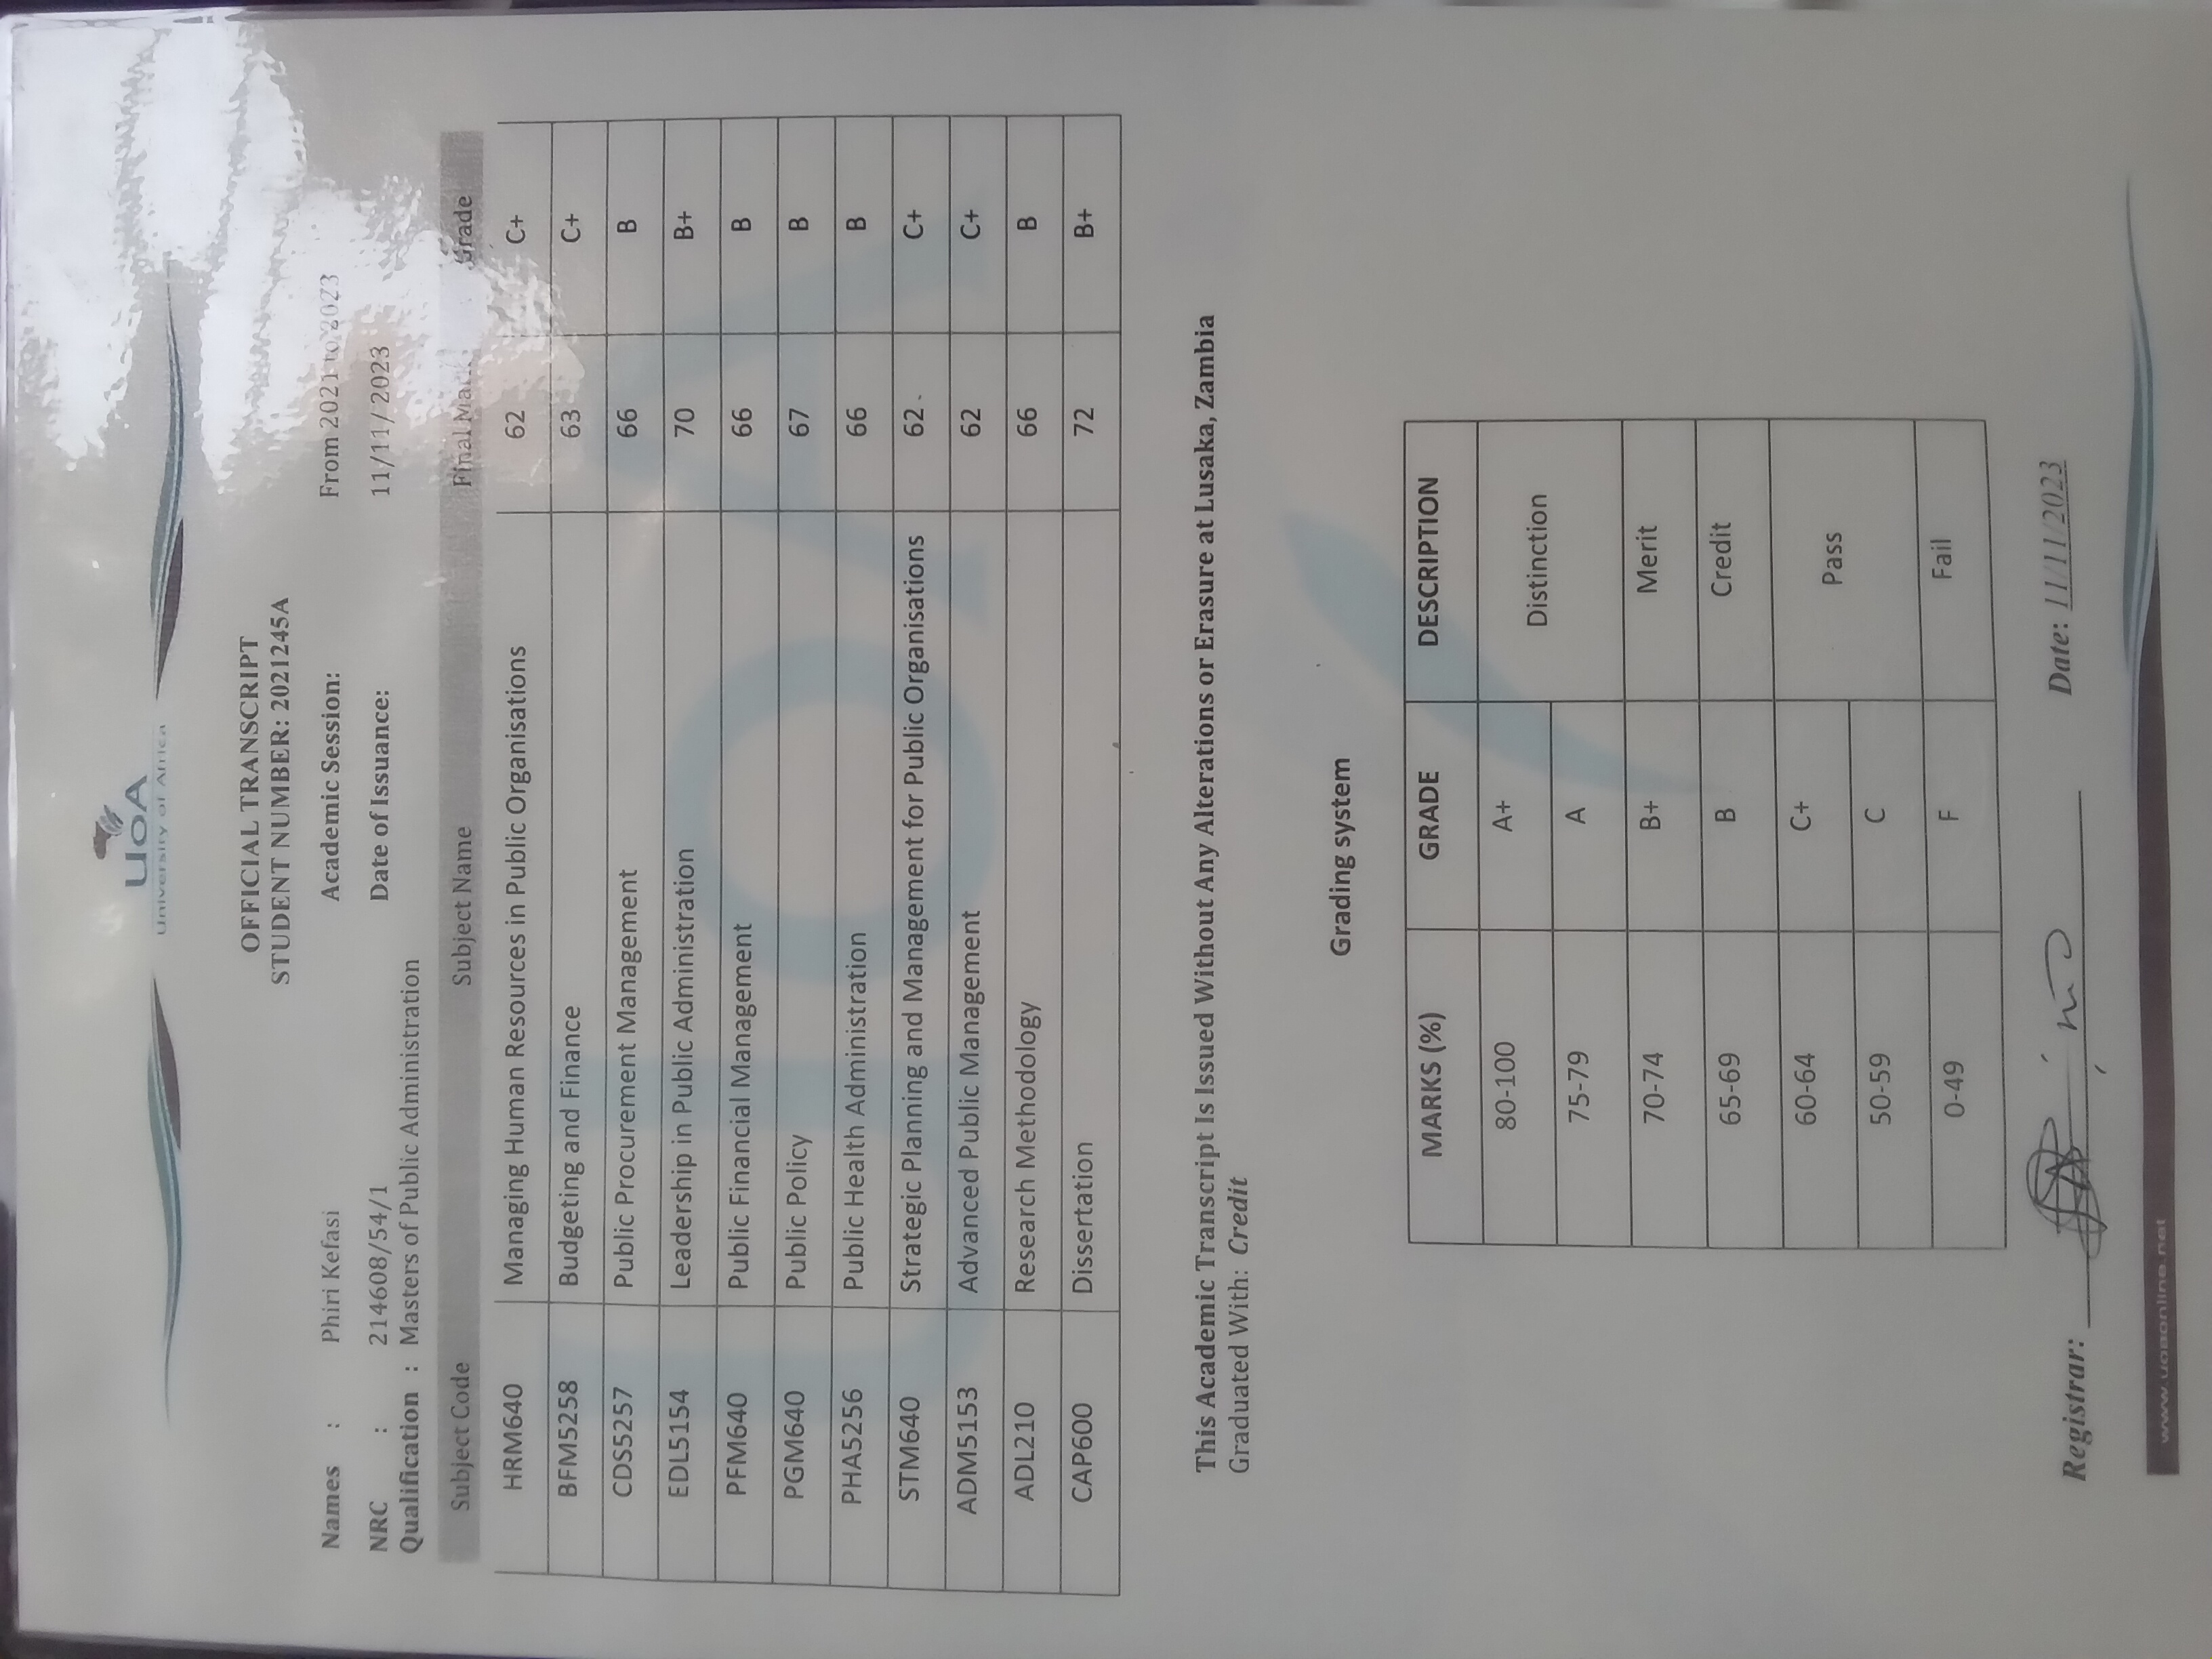 UoA
University of Africa
OFFICIAL TRANSCRIPT
STUDENT NUMBER: 2021245A
Names : Phiri Kefasi Academic Session: From 2021 to 2023
NRC : 214608/54/1 Date of Issuance: 11/11/ 2023
Qualification : Masters of Public Administration
Subject Code Subject Name Final Grade
HRM640 Managing Human Resources in Public Organisations 62 C+
BFM5258 Budgeting and Finance 63 C+
CDS5257 Public Procurement Management 66 B
EDL5154 Leadership in Public Administration 70 B+
PFM640 Public Financial Management 66 B
PGM640 Public Policy 67 B
PHA5256 Public Health Administration 66 B
STM640 Strategic Planning and Management for Public Organisations 62 C+
ADM5153 Advanced Public Management 62 C+
ADL210 Research Methodology 66 B
CAP600 Dissertation 72 B+
This Academic Transcript Is Issued Without Any Alterations or Erasure at Lusaka, Zambia
Graduated With: Credit
Grading system
MARKS (%) GRADE DESCRIPTION
80-100 A+ Distinction
75-79 A
70-74 B+ Merit
65-69 B Credit
60-64 C+ Pass
50-59 C
0-49 F Fail
Registrar: Date: 11/11/2023
www.uoaonline.net